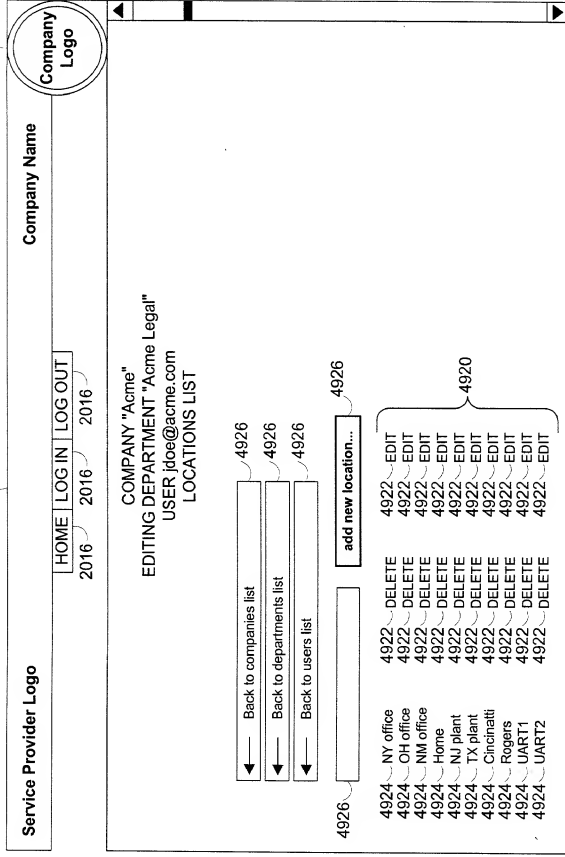 Service Provider Logo Company Name Company
Logo
HOME LOG IN LOG OUT
2016 2016 2016
COMPANY "Acme"
EDITING DEPARTMENT "Acme Legal"
USER jdoe@acme.com
LOCATIONS LIST
Back to companies list 4926
Back to departments list 4926
Back to users list 4926
4926 add new location... 4926
4924 NY office 4922 DELETE 4922 EDIT
4924 OH office 4922 DELETE 4922 EDIT
4924 NM office 4922 DELETE 4922 EDIT
4924 Home 4922 DELETE 4922 EDIT
4924 NJ plant 4922 DELETE 4922 EDIT
4924 TX plant 4922 DELETE 4922 EDIT
4924 Cincinatti 4922 DELETE 4922 EDIT
4924 Rogers 4922 DELETE 4922 EDIT
4924 UART1 4922 DELETE 4922 EDIT
4924 UART2 4922 DELETE 4922 EDIT
4920